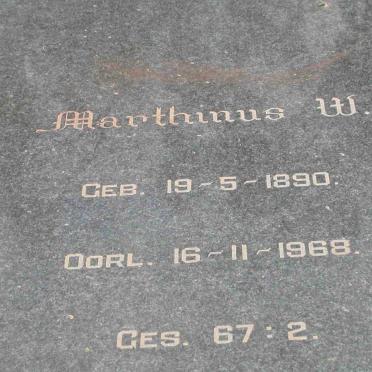 Marthinus W.
GEB. 19-5-1890.
OORL. 16-11-1968.
GES. 67:2.